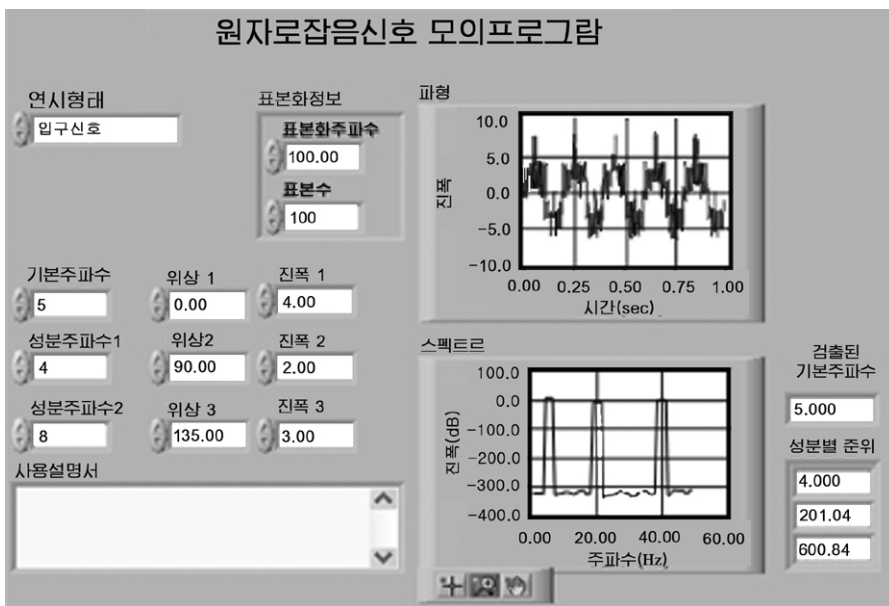 원자로잡음신호 모의프로그람
연시형태
입구신호
표본화정보
표본화주파수
100.00
표본수
100
기본주파수
5
위상 1
0.00
진폭 1
4.00
성분주파수1
4
위상2
90.00
진폭 2
2.00
성분주파수2
8
위상 3
135.00
진폭 3
3.00
사용설명서
파형
진폭
10.0
5.0
0.0
−5.0
−10.0
0.00 0.25 0.50 0.75 1.00
시간(sec)
스펙트르
진폭(dB)
100.0
0.0
−100.0
−200.0
−300.0
−400.0
0.00 20.00 40.00 60.00
주파수(Hz)
검출된
기본주파수
5.000
성분별 준위
4.000
201.04
600.84